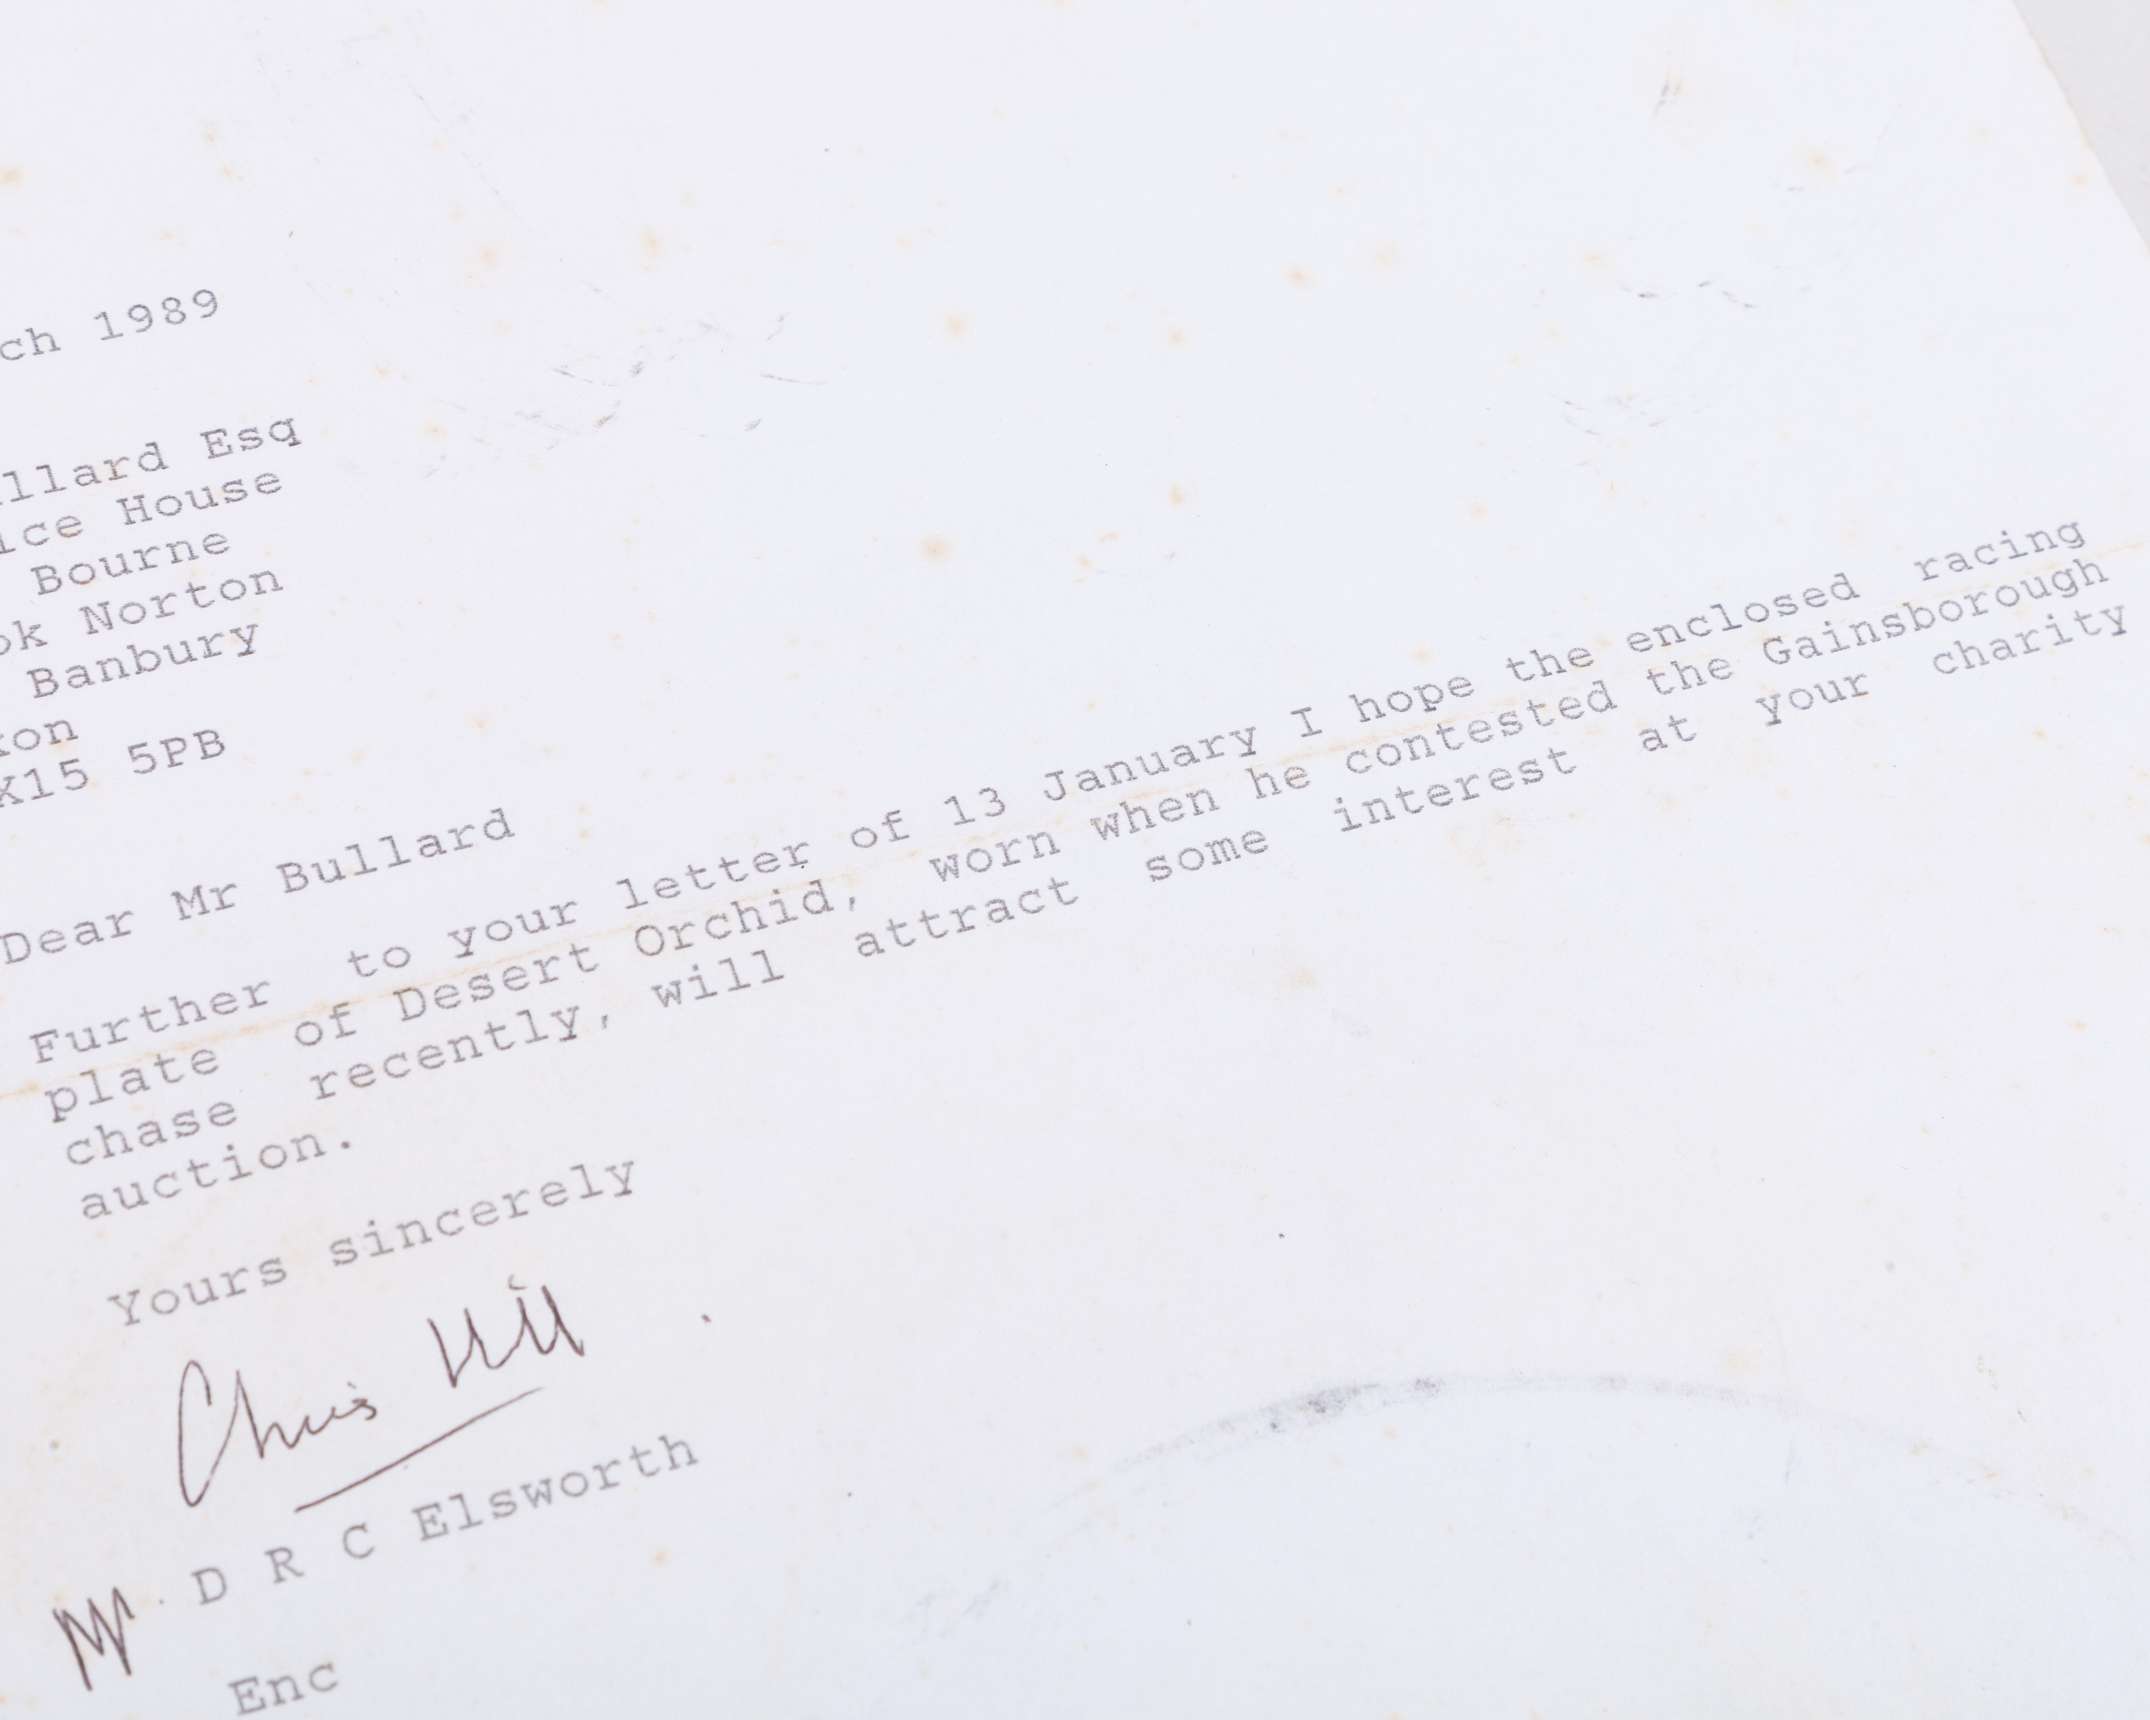 ch 1989
llard Esq
ice House
Bourne
ok Norton
Banbury
on
X15 5PB
Dear Mr Bullard
Further to your letter of 13 January I hope the enclosed racing
plate of Desert Orchid, worn when he contested the Gainsborough
chase recently, will attract some interest at your charity
auction.
Yours sincerely
Chris Hill
D R C Elsworth
Enc